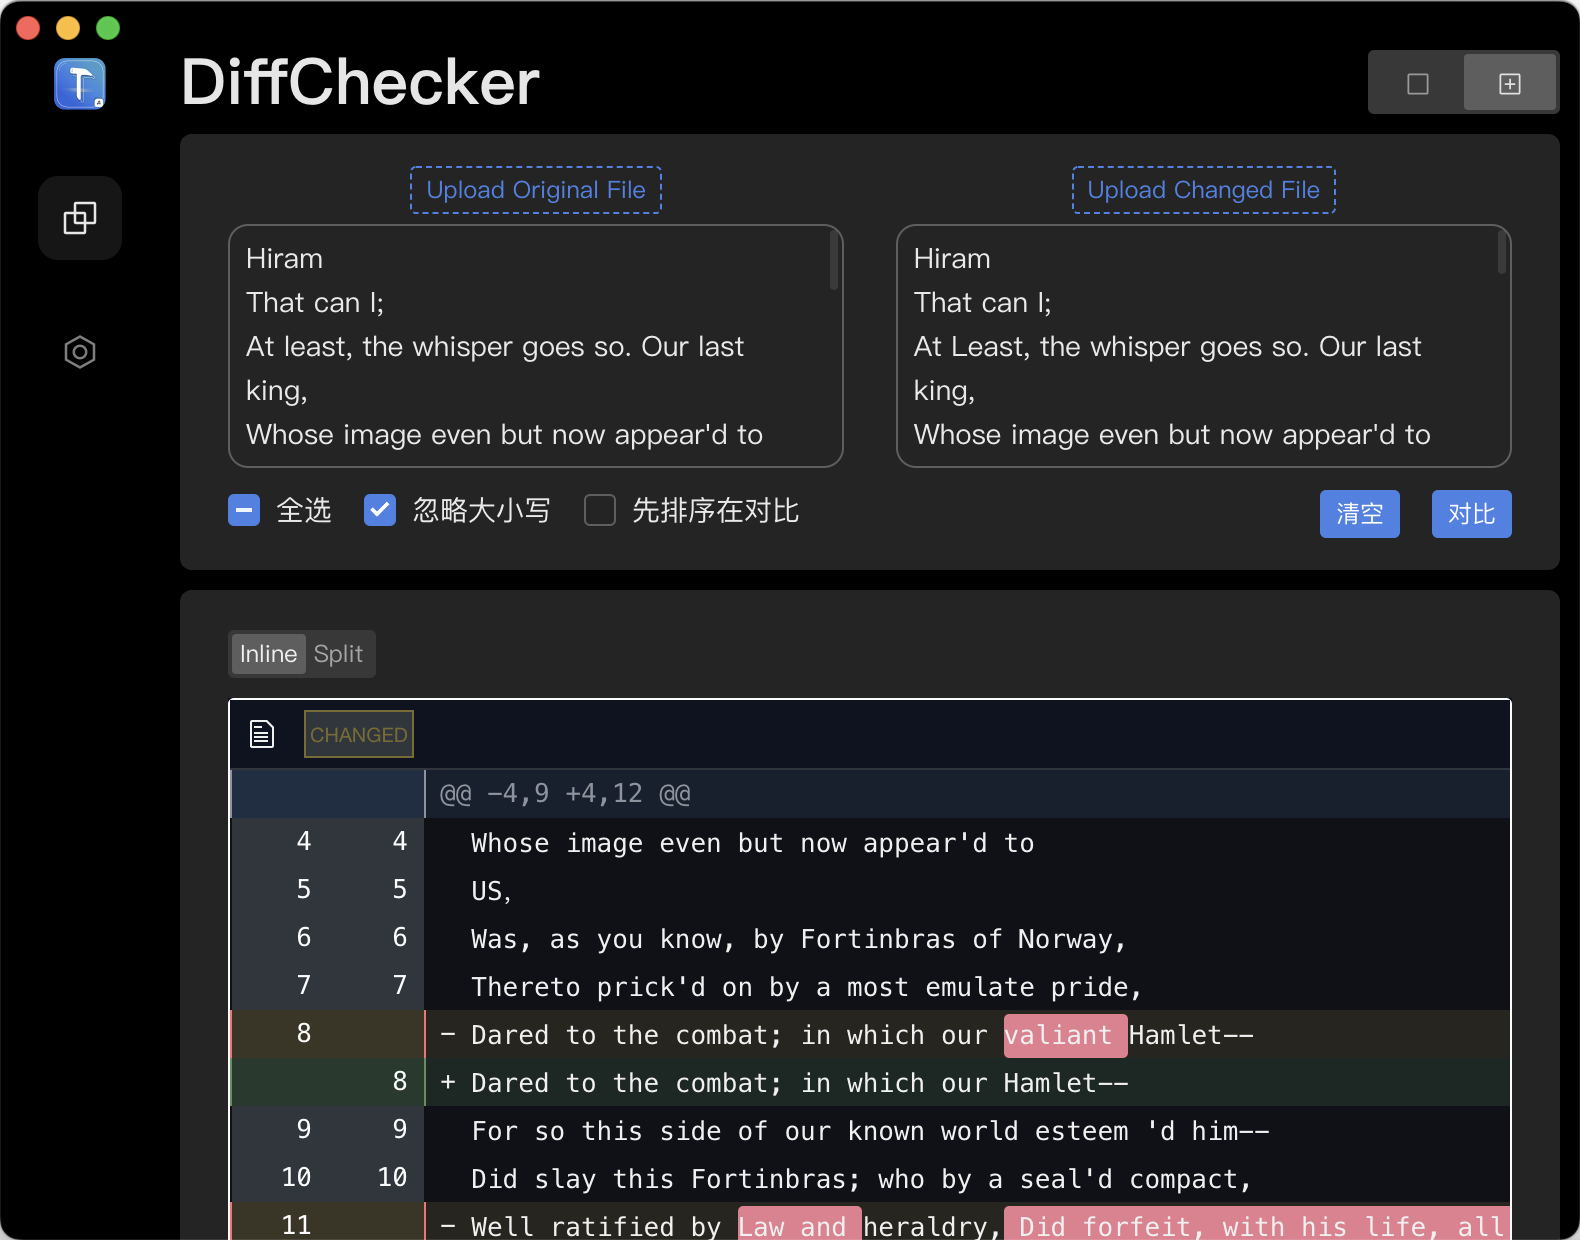 DiffChecker
Upload Original File
Upload Changed File
Hiram
That can I;
At least, the whisper goes so. Our last
king,
Whose image even but now appear'd to
Hiram
That can I;
At Least, the whisper goes so. Our last
king,
Whose image even but now appear'd to
全选 忽略大小写 先排序在对比
清空 对比
Inline Split
CHANGED
@@ -4,9 +4,12 @@
4 4 Whose image even but now appear'd to
5 5 US,
6 6 Was, as you know, by Fortinbras of Norway,
7 7 Thereto prick'd on by a most emulate pride,
8 - Dared to the combat; in which our valiant Hamlet--
8 + Dared to the combat; in which our Hamlet--
9 9 For so this side of our known world esteem 'd him--
10 10 Did slay this Fortinbras; who by a seal'd compact,
11 - Well ratified by Law and heraldry, Did forfeit, with his life, all